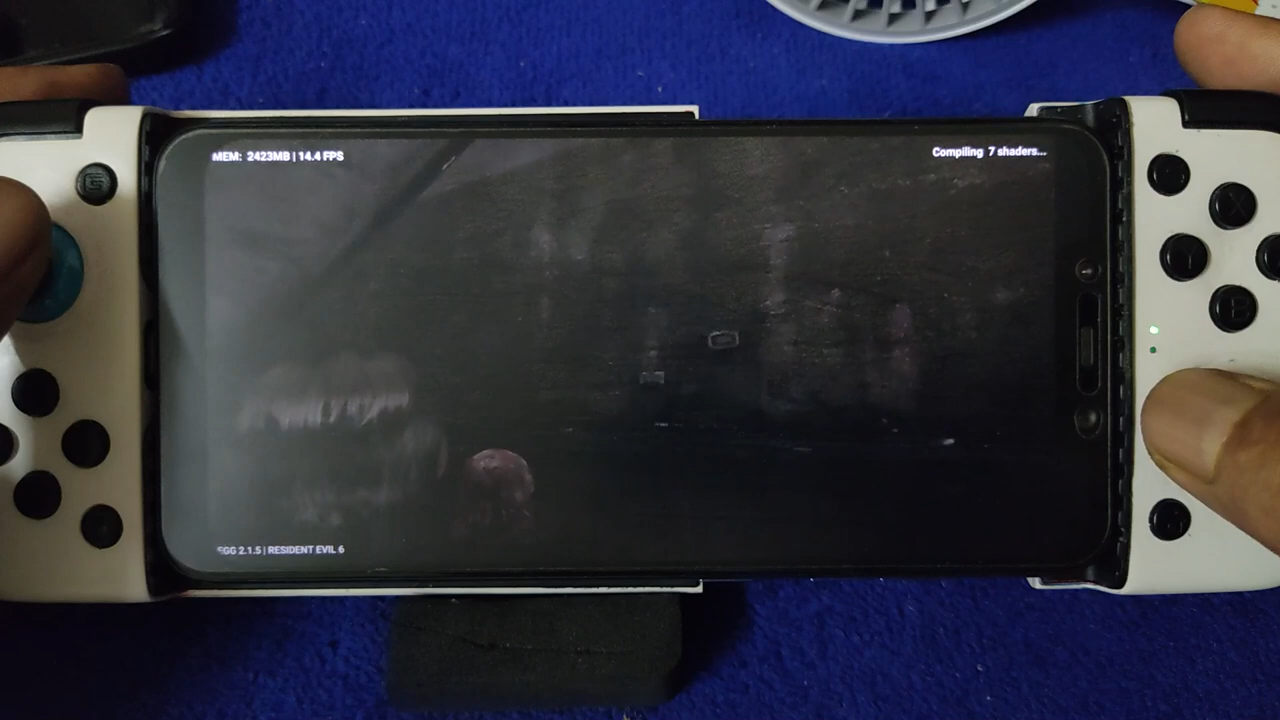 MEM: 2423MB | 14.4 FPS
Compiling 7 shaders...
X
B
EGG 2.1.5 | RESIDENT EVIL 6